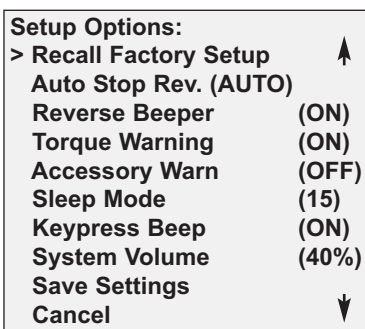 Setup Options:
> Recall Factory Setup
Auto Stop Rev. (AUTO)
Reverse Beeper (ON)
Torque Warning (ON)
Accessory Warn (OFF)
Sleep Mode (15)
Keypress Beep (ON)
System Volume (40%)
Save Settings
Cancel